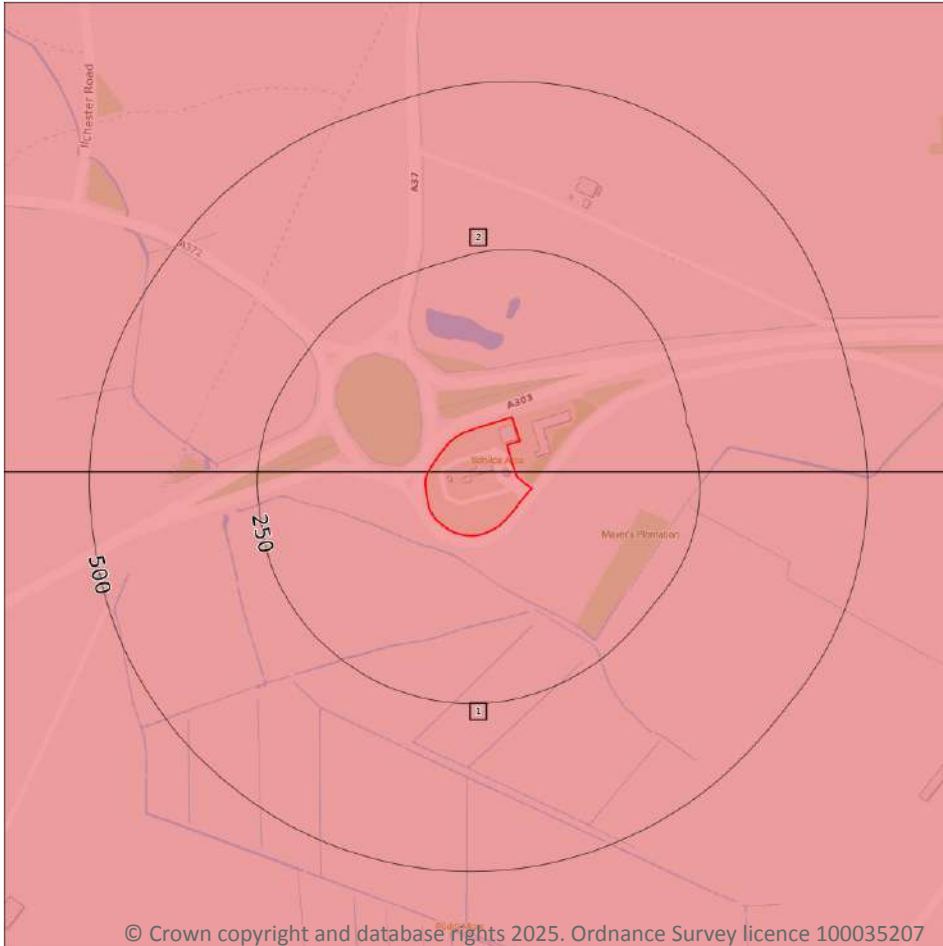 Ilchester Road
A37
2
A372
A303
250
500
Mayer's Plantation
1
© Crown copyright and database rights 2025. Ordnance Survey licence 100035207